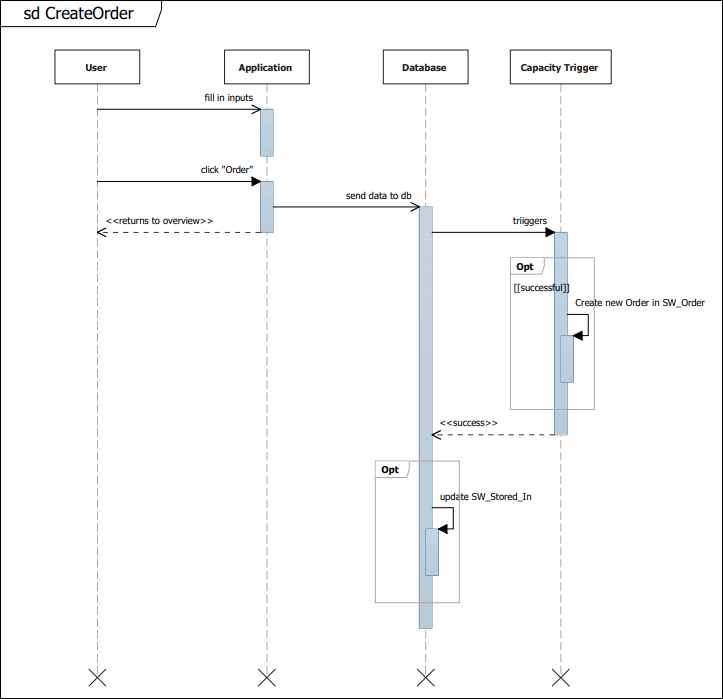 sd CreateOrder
User
Application
Database
Capacity Trigger
fill in inputs
click "Order"
send data to db
<<returns to overview>>
triiggers
Opt
[[successful]]
Create new Order in SW_Order
<<success>>
Opt
update SW_Stored_In